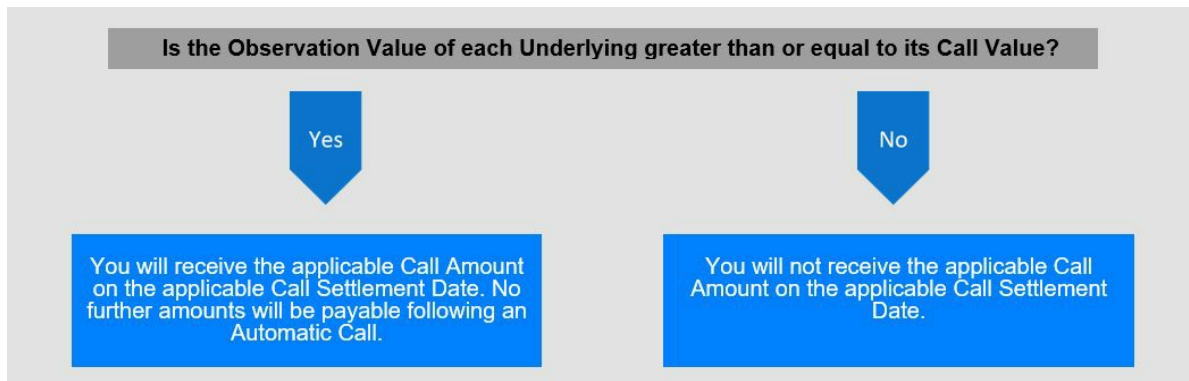 Is the Observation Value of each Underlying greater than or equal to its Call Value?
Yes
No
You will receive the applicable Call Amount
on the applicable Call Settlement Date. No
further amounts will be payable following an
Automatic Call.
You will not receive the applicable Call
Amount on the applicable Call Settlement
Date.